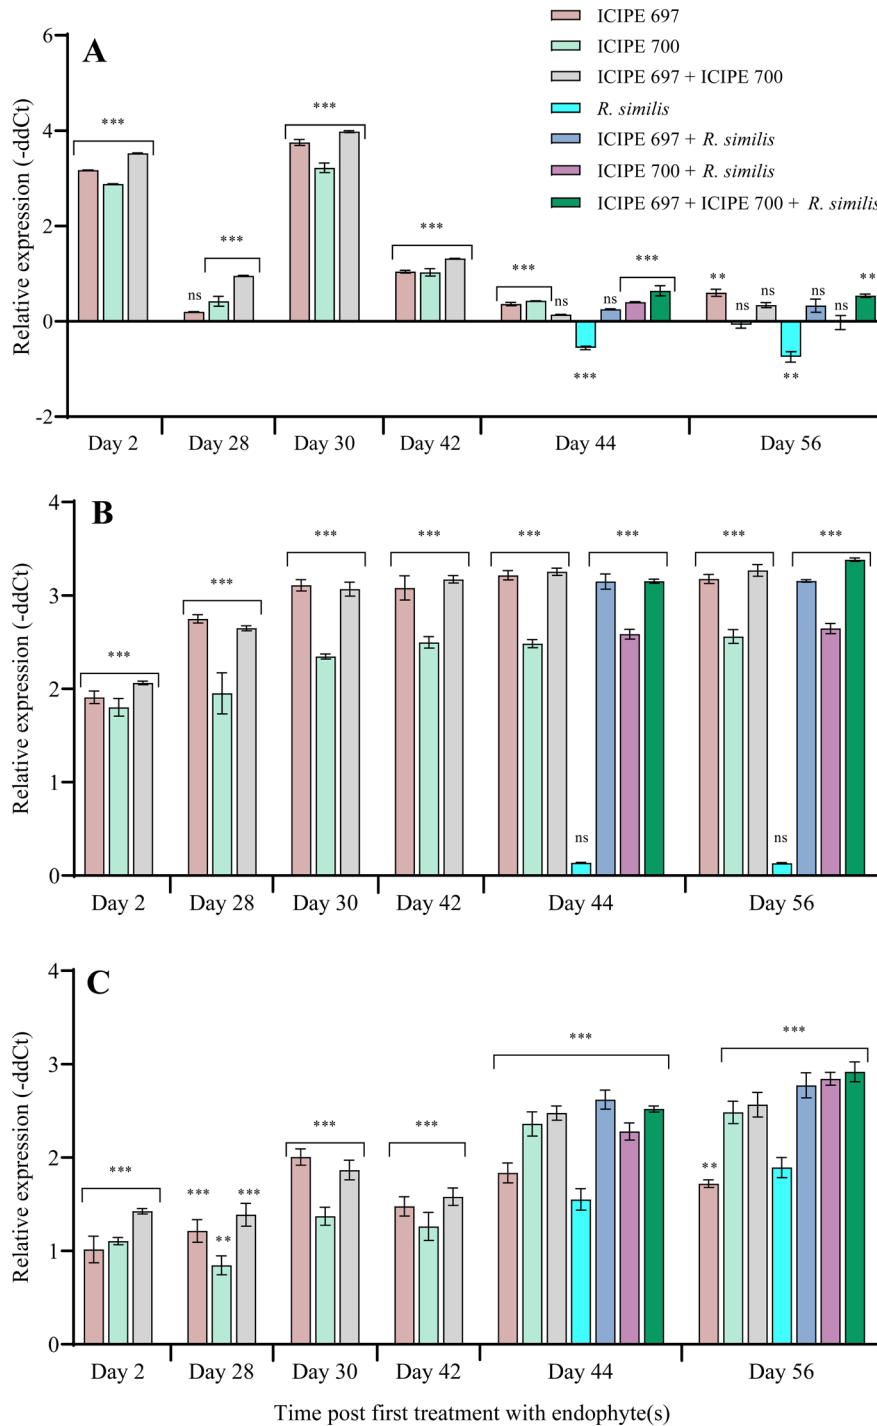 ICIPE 697
ICIPE 700
ICIPE 697 + ICIPE 700
R. similis
ICIPE 697 + R. similis
ICIPE 700 + R. similis
ICIPE 697 + ICIPE 700 + R. similis
A
Relative expression (-ddCt)
6
4
2
0
-2
***
ns
***
***
***
***
ns
***
ns
***
**
ns
ns
**
ns
ns
**
Day 2
Day 28
Day 30
Day 42
Day 44
Day 56
B
Relative expression (-ddCt)
4
3
2
1
0
***
***
***
***
***
ns
***
***
ns
***
Day 2
Day 28
Day 30
Day 42
Day 44
Day 56
C
Relative expression (-ddCt)
4
3
2
1
0
***
***
**
***
***
***
***
**
***
Day 2
Day 28
Day 30
Day 42
Day 44
Day 56
Time post first treatment with endophyte(s)